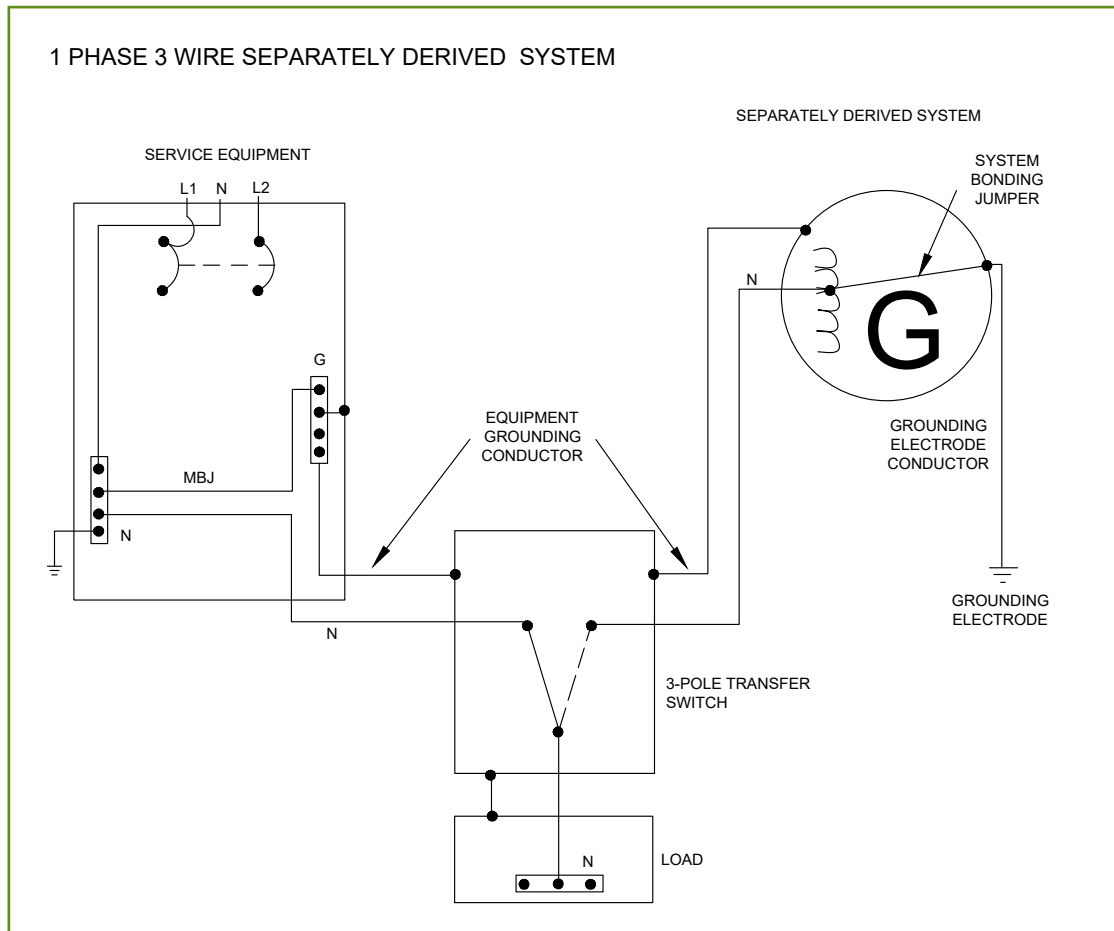 1 PHASE 3 WIRE SEPARATELY DERIVED  SYSTEM
SEPARATELY DERIVED SYSTEM
SERVICE EQUIPMENT
L1 N L2
SYSTEM
BONDING
JUMPER
N
G
G
EQUIPMENT
GROUNDING
CONDUCTOR
GROUNDING
ELECTRODE
CONDUCTOR
MBJ
N
N
GROUNDING
ELECTRODE
3-POLE TRANSFER
SWITCH
N
LOAD